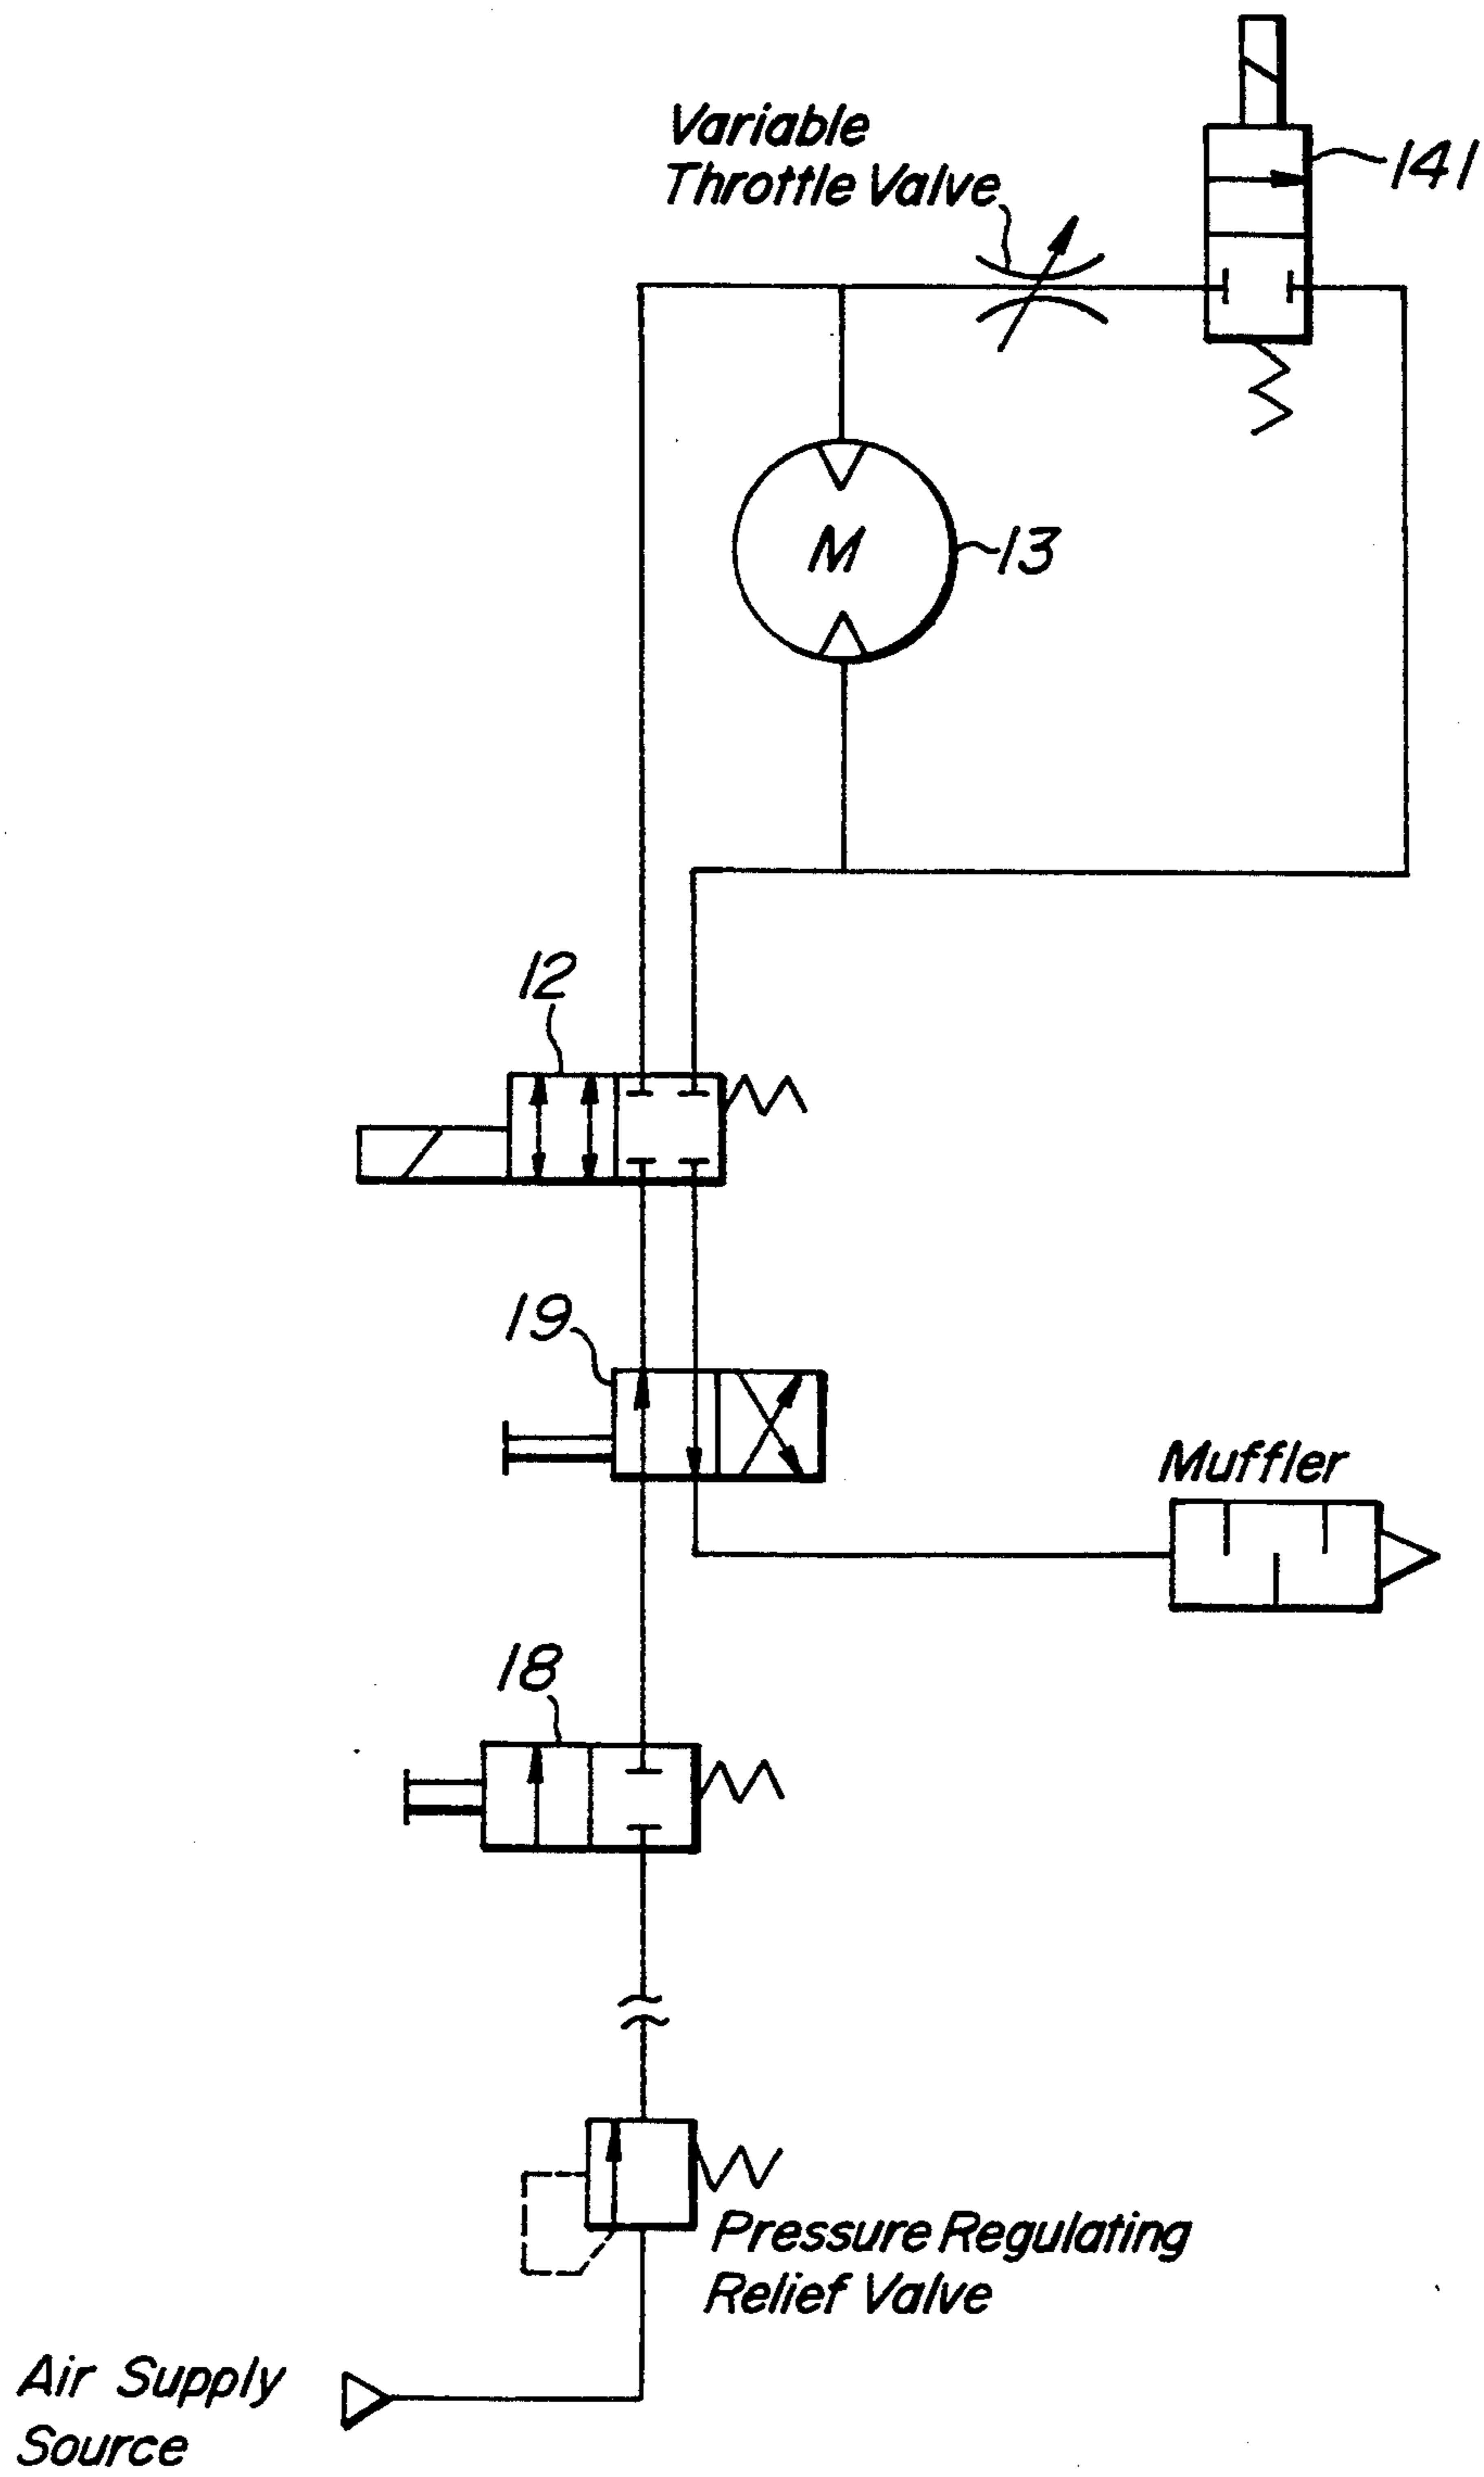 Variable
Throttle Valve
141
M
13
12
19
Muffler
18
Pressure Regulating
Relief Valve
Air Supply
Source